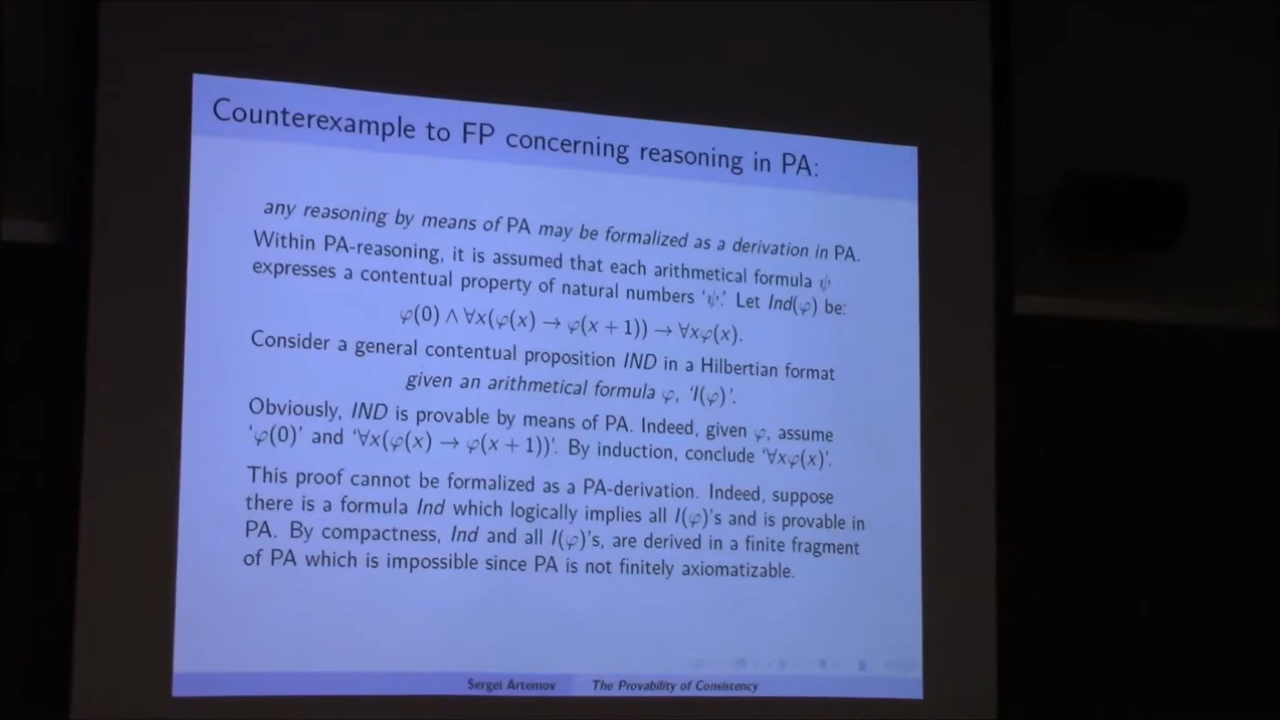 Counterexample to FP concerning reasoning in PA:
any reasoning by means of PA may be formalized as a derivation in PA.
Within PA-reasoning, it is assumed that each arithmetical formula ψ
expresses a contentual property of natural numbers ‘ψ’. Let Ind(φ) be:
φ(0) ∧ ∀x(φ(x) → φ(x + 1)) → ∀xφ(x).
Consider a general contentual proposition IND in a Hilbertian format
given an arithmetical formula φ, ‘I(φ)’.
Obviously, IND is provable by means of PA. Indeed, given φ, assume
‘φ(0)’ and ‘∀x(φ(x) → φ(x + 1))’. By induction, conclude ‘∀xφ(x)’.
This proof cannot be formalized as a PA-derivation. Indeed, suppose
there is a formula Ind which logically implies all I(φ)’s and is provable in
PA. By compactness, Ind and all I(φ)’s, are derived in a finite fragment
of PA which is impossible since PA is not finitely axiomatizable.
Sergei Artemov The Provability of Consistency